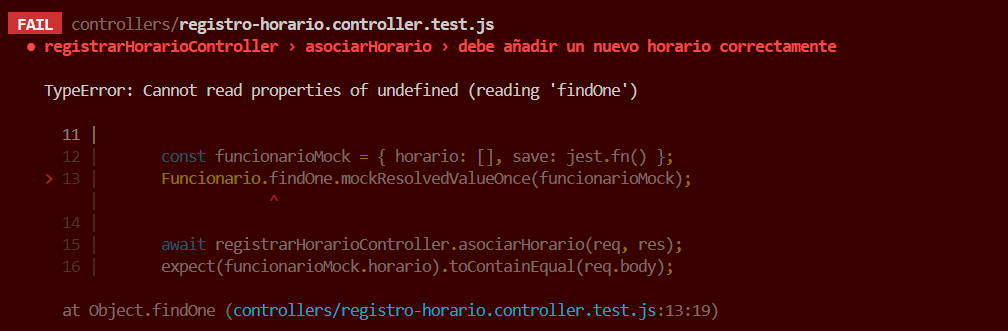 FAIL controllers/registro-horario.controller.test.js
● registrarHorarioController › asociarHorario › debe añadir un nuevo horario correctamente
TypeError: Cannot read properties of undefined (reading 'findOne')
11 |
12 | const funcionarioMock = { horario: [], save: jest.fn() };
> 13 | Funcionario.findOne.mockResolvedValueOnce(funcionarioMock);
| ^
14 |
15 | await registrarHorarioController.asociarHorario(req, res);
16 | expect(funcionarioMock.horario).toContainEqual(req.body);
at Object.findOne (controllers/registro-horario.controller.test.js:13:19)